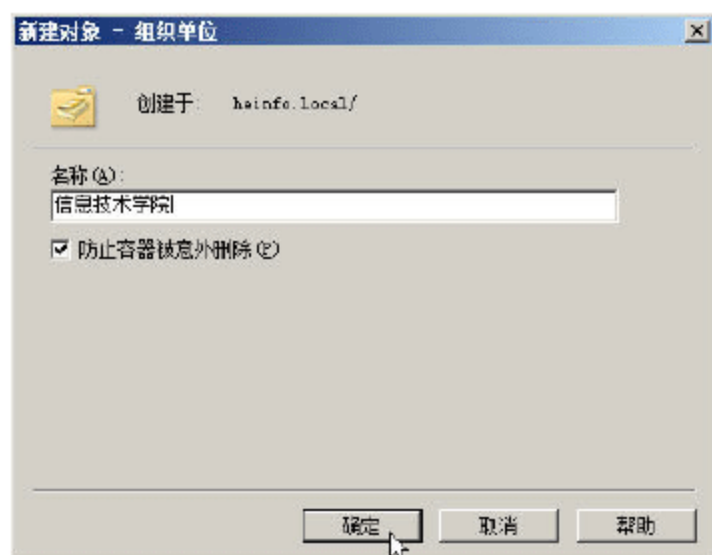 新建对象 - 组织单位
创建于: hainfo.local/
名称(A):
信息技术学院
防止容器被意外删除(P)
确定 取消 帮助